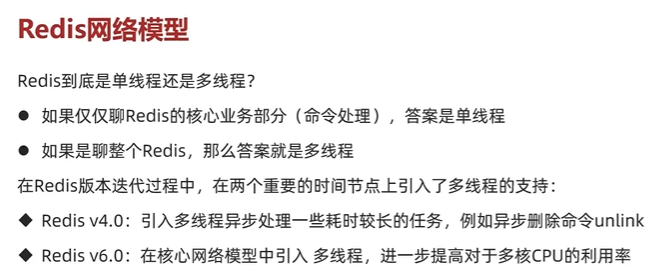 Redis网络模型
Redis到底是单线程还是多线程？
● 如果仅仅聊Redis的核心业务部分（命令处理），答案是单线程
● 如果是聊整个Redis，那么答案就是多线程
在Redis版本迭代过程中，在两个重要的时间节点上引入了多线程的支持：
◆ Redis v4.0：引入多线程异步处理一些耗时较长的任务，例如异步删除命令unlink
◆ Redis v6.0：在核心网络模型中引入 多线程，进一步提高对于多核CPU的利用率